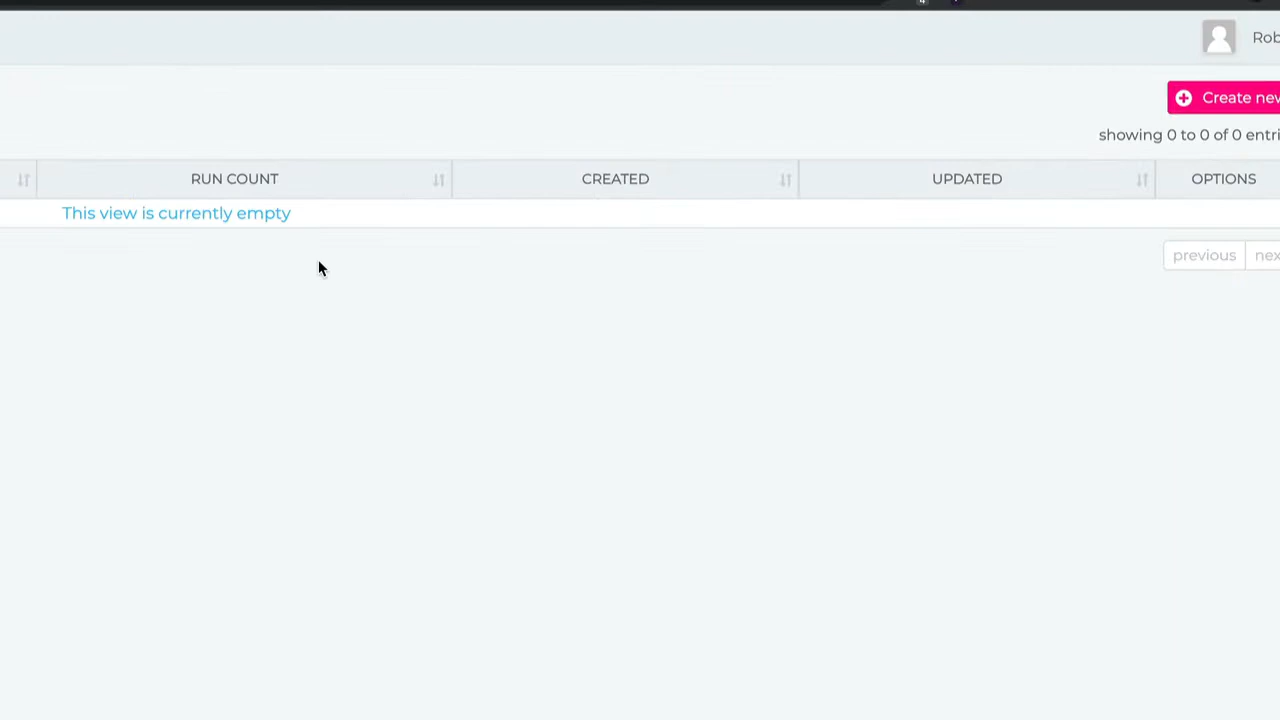 Rob
Create new
showing 0 to 0 of 0 entri
RUN COUNT CREATED UPDATED OPTIONS
This view is currently empty
previous nex